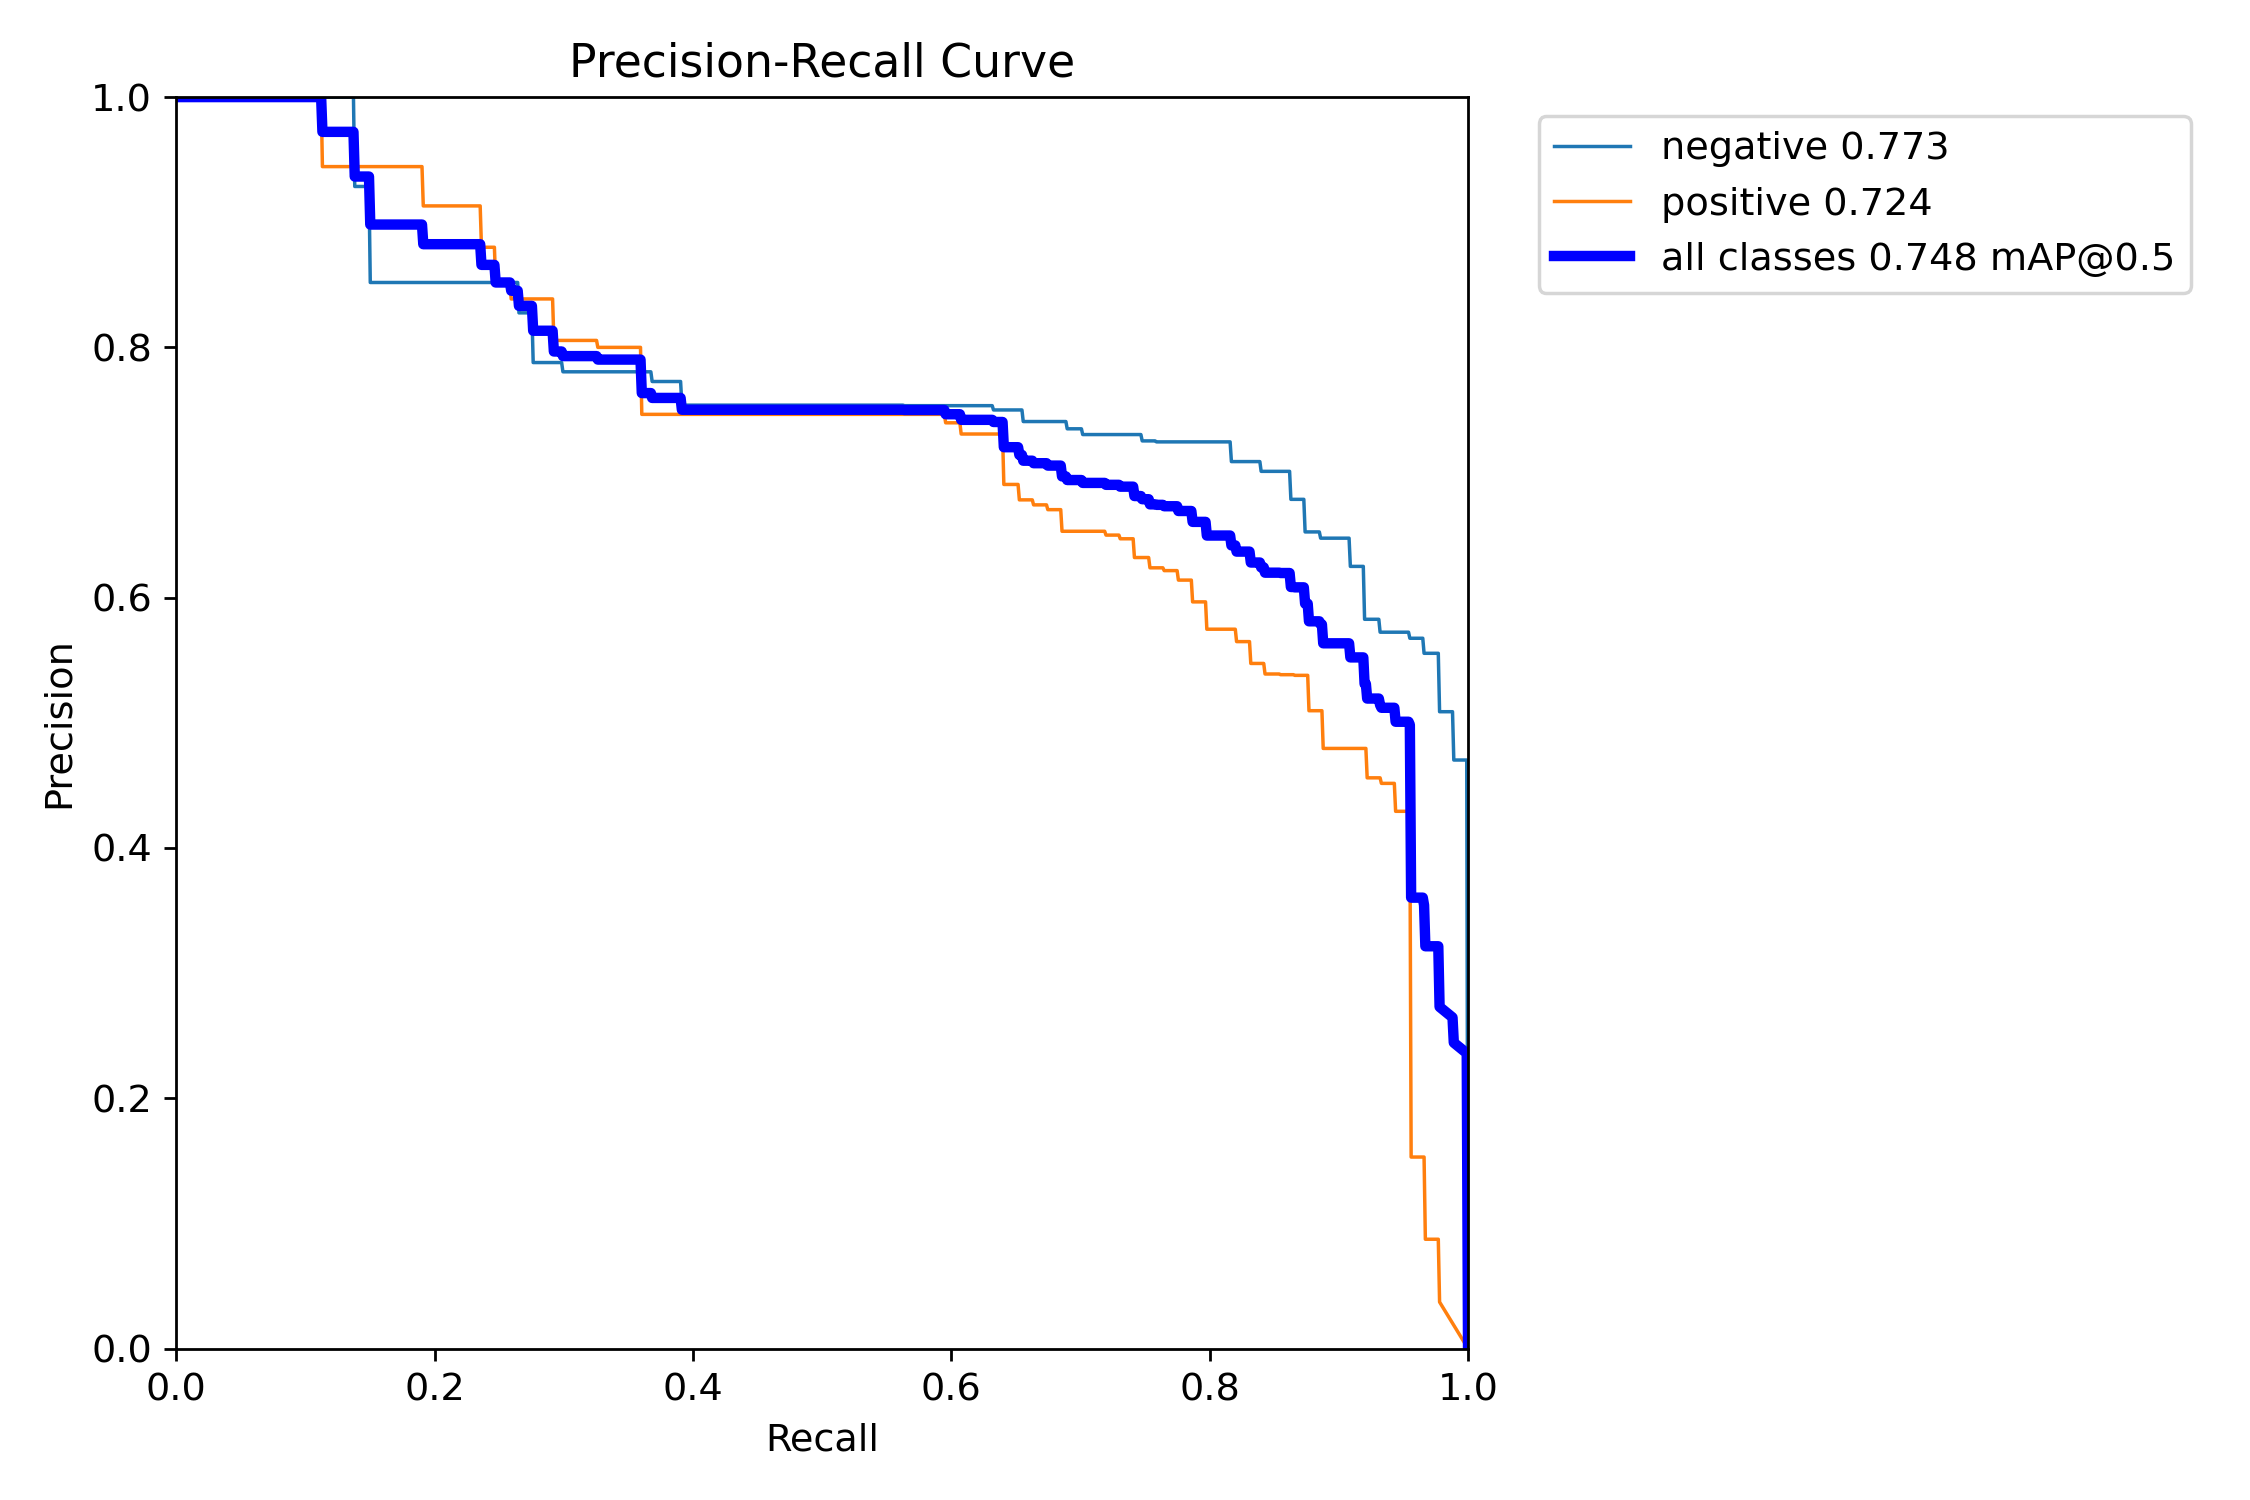 Precision-Recall Curve
1.0
0.8
0.6
0.4
0.2
0.0
Precision
0.0 0.2 0.4 0.6 0.8 1.0
Recall
negative 0.773
positive 0.724
all classes 0.748 mAP@0.5